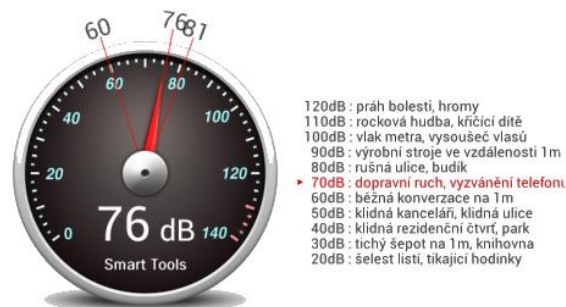 60 76 81
60 80
40 100
20 120
0 140
76 dB
Smart Tools
120dB : práh bolesti, hromy
110dB : rocková hudba, křičící dítě
100dB : vlak metra, vysoušeč vlasů
90dB : výrobní stroje ve vzdálenosti 1m
80dB : rušná ulice, budík
70dB : dopravní ruch, vyzvánění telefonu
60dB : běžná konverzace na 1m
50dB : klidná kanceláři, klidná ulice
40dB : klidná rezidenční čtvrť, park
30dB : tichý šepot na 1m, knihovna
20dB : šelest listí, tikající hodinky